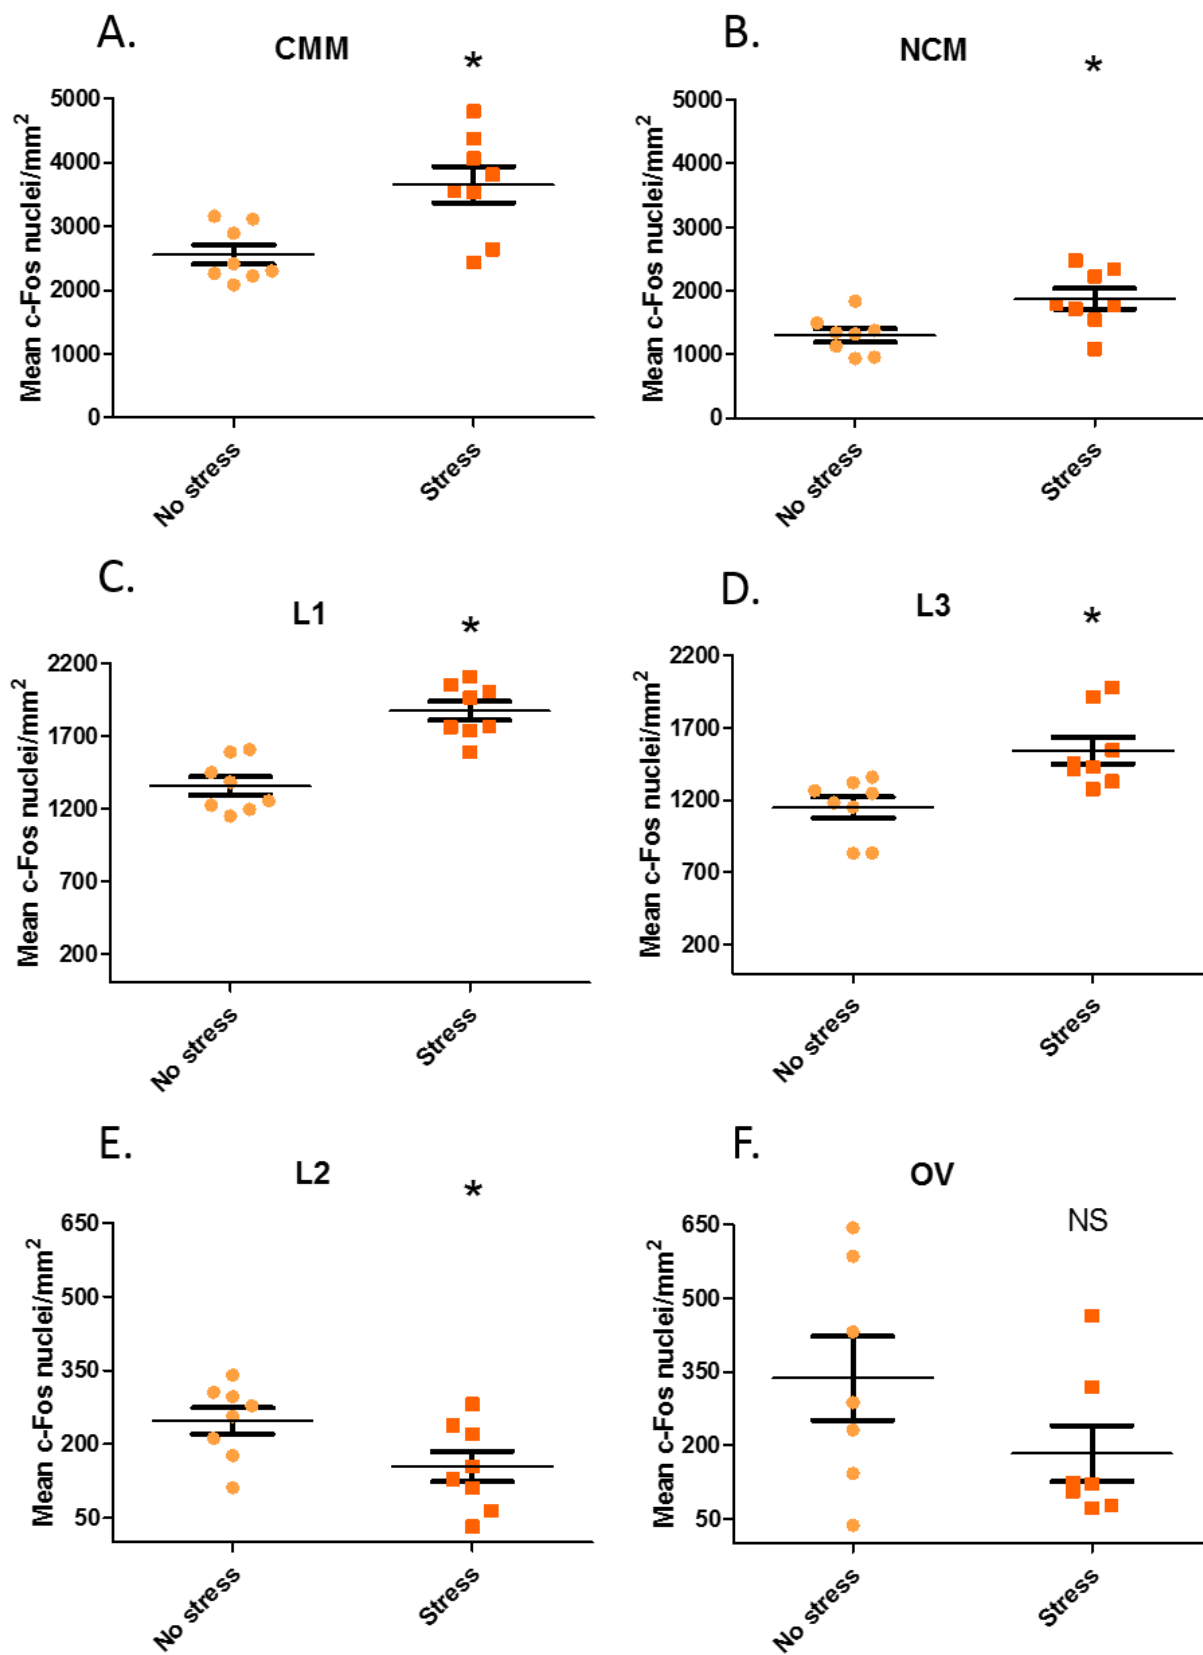 A.
CMM
*
Mean c-Fos nuclei/mm²
5000
4000
3000
2000
1000
0
No stress
Stress
B.
NCM
*
Mean c-Fos nuclei/mm²
5000
4000
3000
2000
1000
0
No stress
Stress
C.
L1
*
Mean c-Fos nuclei/mm²
2200
1700
1200
700
200
No stress
Stress
D.
L3
*
Mean c-Fos nuclei/mm²
2200
1700
1200
700
200
No stress
Stress
E.
L2
*
Mean c-Fos nuclei/mm²
650
500
350
200
50
No stress
Stress
F.
OV
NS
Mean c-Fos nuclei/mm²
650
500
350
200
50
No stress
Stress